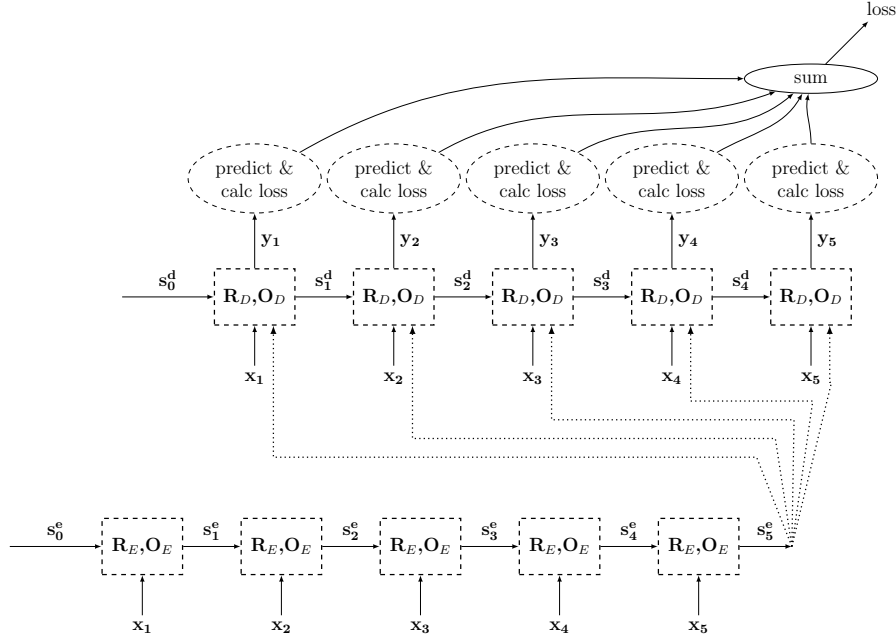 loss
sum
predict & predict & predict & predict & predict &
calc loss calc loss calc loss calc loss calc loss
y₁ y₂ y₃ y₄ y₅
s₀ᵈ s₁ᵈ s₂ᵈ s₃ᵈ s₄ᵈ
R_D,O_D R_D,O_D R_D,O_D R_D,O_D R_D,O_D
x₁ x₂ x₃ x₄ x₅
s₀ᵉ s₁ᵉ s₂ᵉ s₃ᵉ s₄ᵉ s₅ᵉ
R_E,O_E R_E,O_E R_E,O_E R_E,O_E R_E,O_E
x₁ x₂ x₃ x₄ x₅